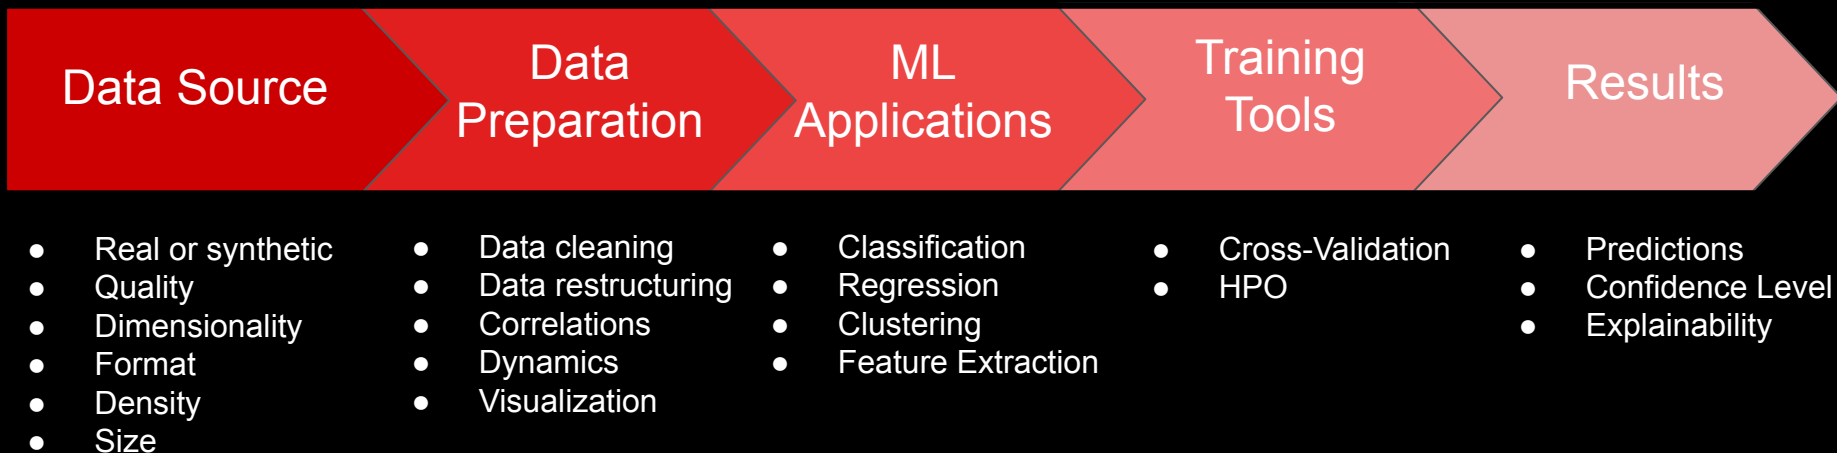 Data Source
Data
Preparation
ML
Applications
Training
Tools
Results
● Real or synthetic
● Quality
● Dimensionality
● Format
● Density
● Size
● Data cleaning
● Data restructuring
● Correlations
● Dynamics
● Visualization
● Classification
● Regression
● Clustering
● Feature Extraction
● Cross-Validation
● HPO
● Predictions
● Confidence Level
● Explainability